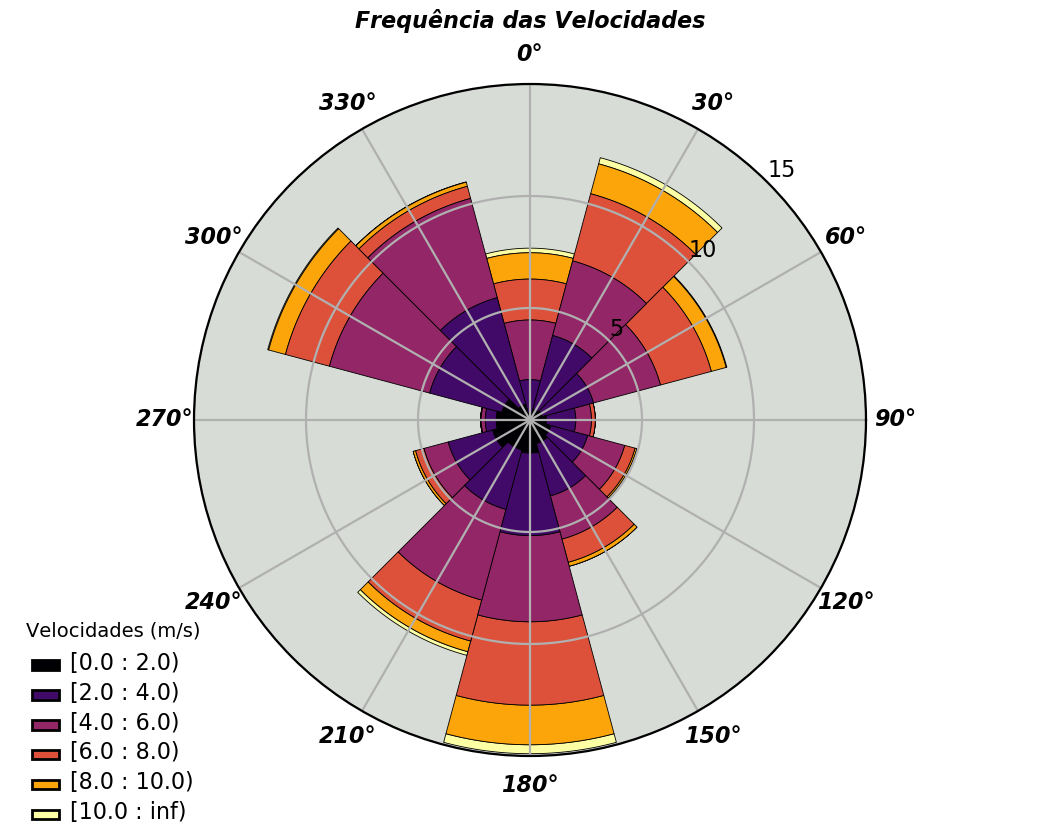 Frequência das Velocidades
0°
330°
30°
15
300°
60°
10
5
270°
90°
240°
120°
210°
150°
180°
Velocidades (m/s)
[0.0 : 2.0)
[2.0 : 4.0)
[4.0 : 6.0)
[6.0 : 8.0)
[8.0 : 10.0)
[10.0 : inf)